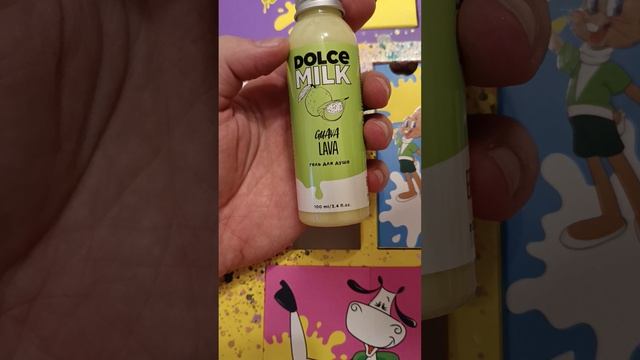 DOLCE
MILK
GUAVA
LAVA
гель для душа
100 ml/3.4 fl.oz.